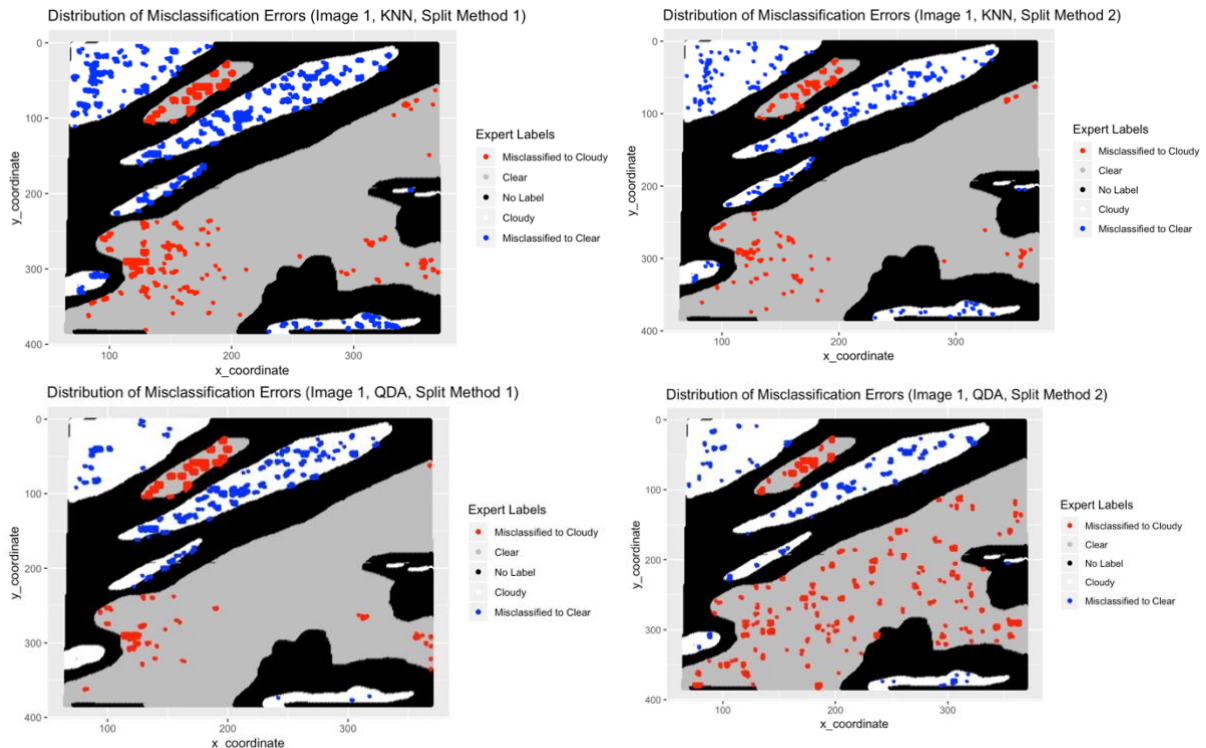 Distribution of Misclassification Errors (Image 1, KNN, Split Method 1)
0
100
200
300
400
y_coordinate
100
200
300
x_coordinate
Expert Labels
Misclassified to Cloudy
Clear
No Label
Cloudy
Misclassified to Clear
Distribution of Misclassification Errors (Image 1, KNN, Split Method 2)
0
100
200
300
400
y_coordinate
100
200
300
x_coordinate
Expert Labels
Misclassified to Cloudy
Clear
No Label
Cloudy
Misclassified to Clear
Distribution of Misclassification Errors (Image 1, QDA, Split Method 1)
0
100
200
300
400
y_coordinate
100
200
300
x_coordinate
Expert Labels
Misclassified to Cloudy
Clear
No Label
Cloudy
Misclassified to Clear
Distribution of Misclassification Errors (Image 1, QDA, Split Method 2)
0
100
200
300
400
y_coordinate
100
200
300
x_coordinate
Expert Labels
Misclassified to Cloudy
Clear
No Label
Cloudy
Misclassified to Clear